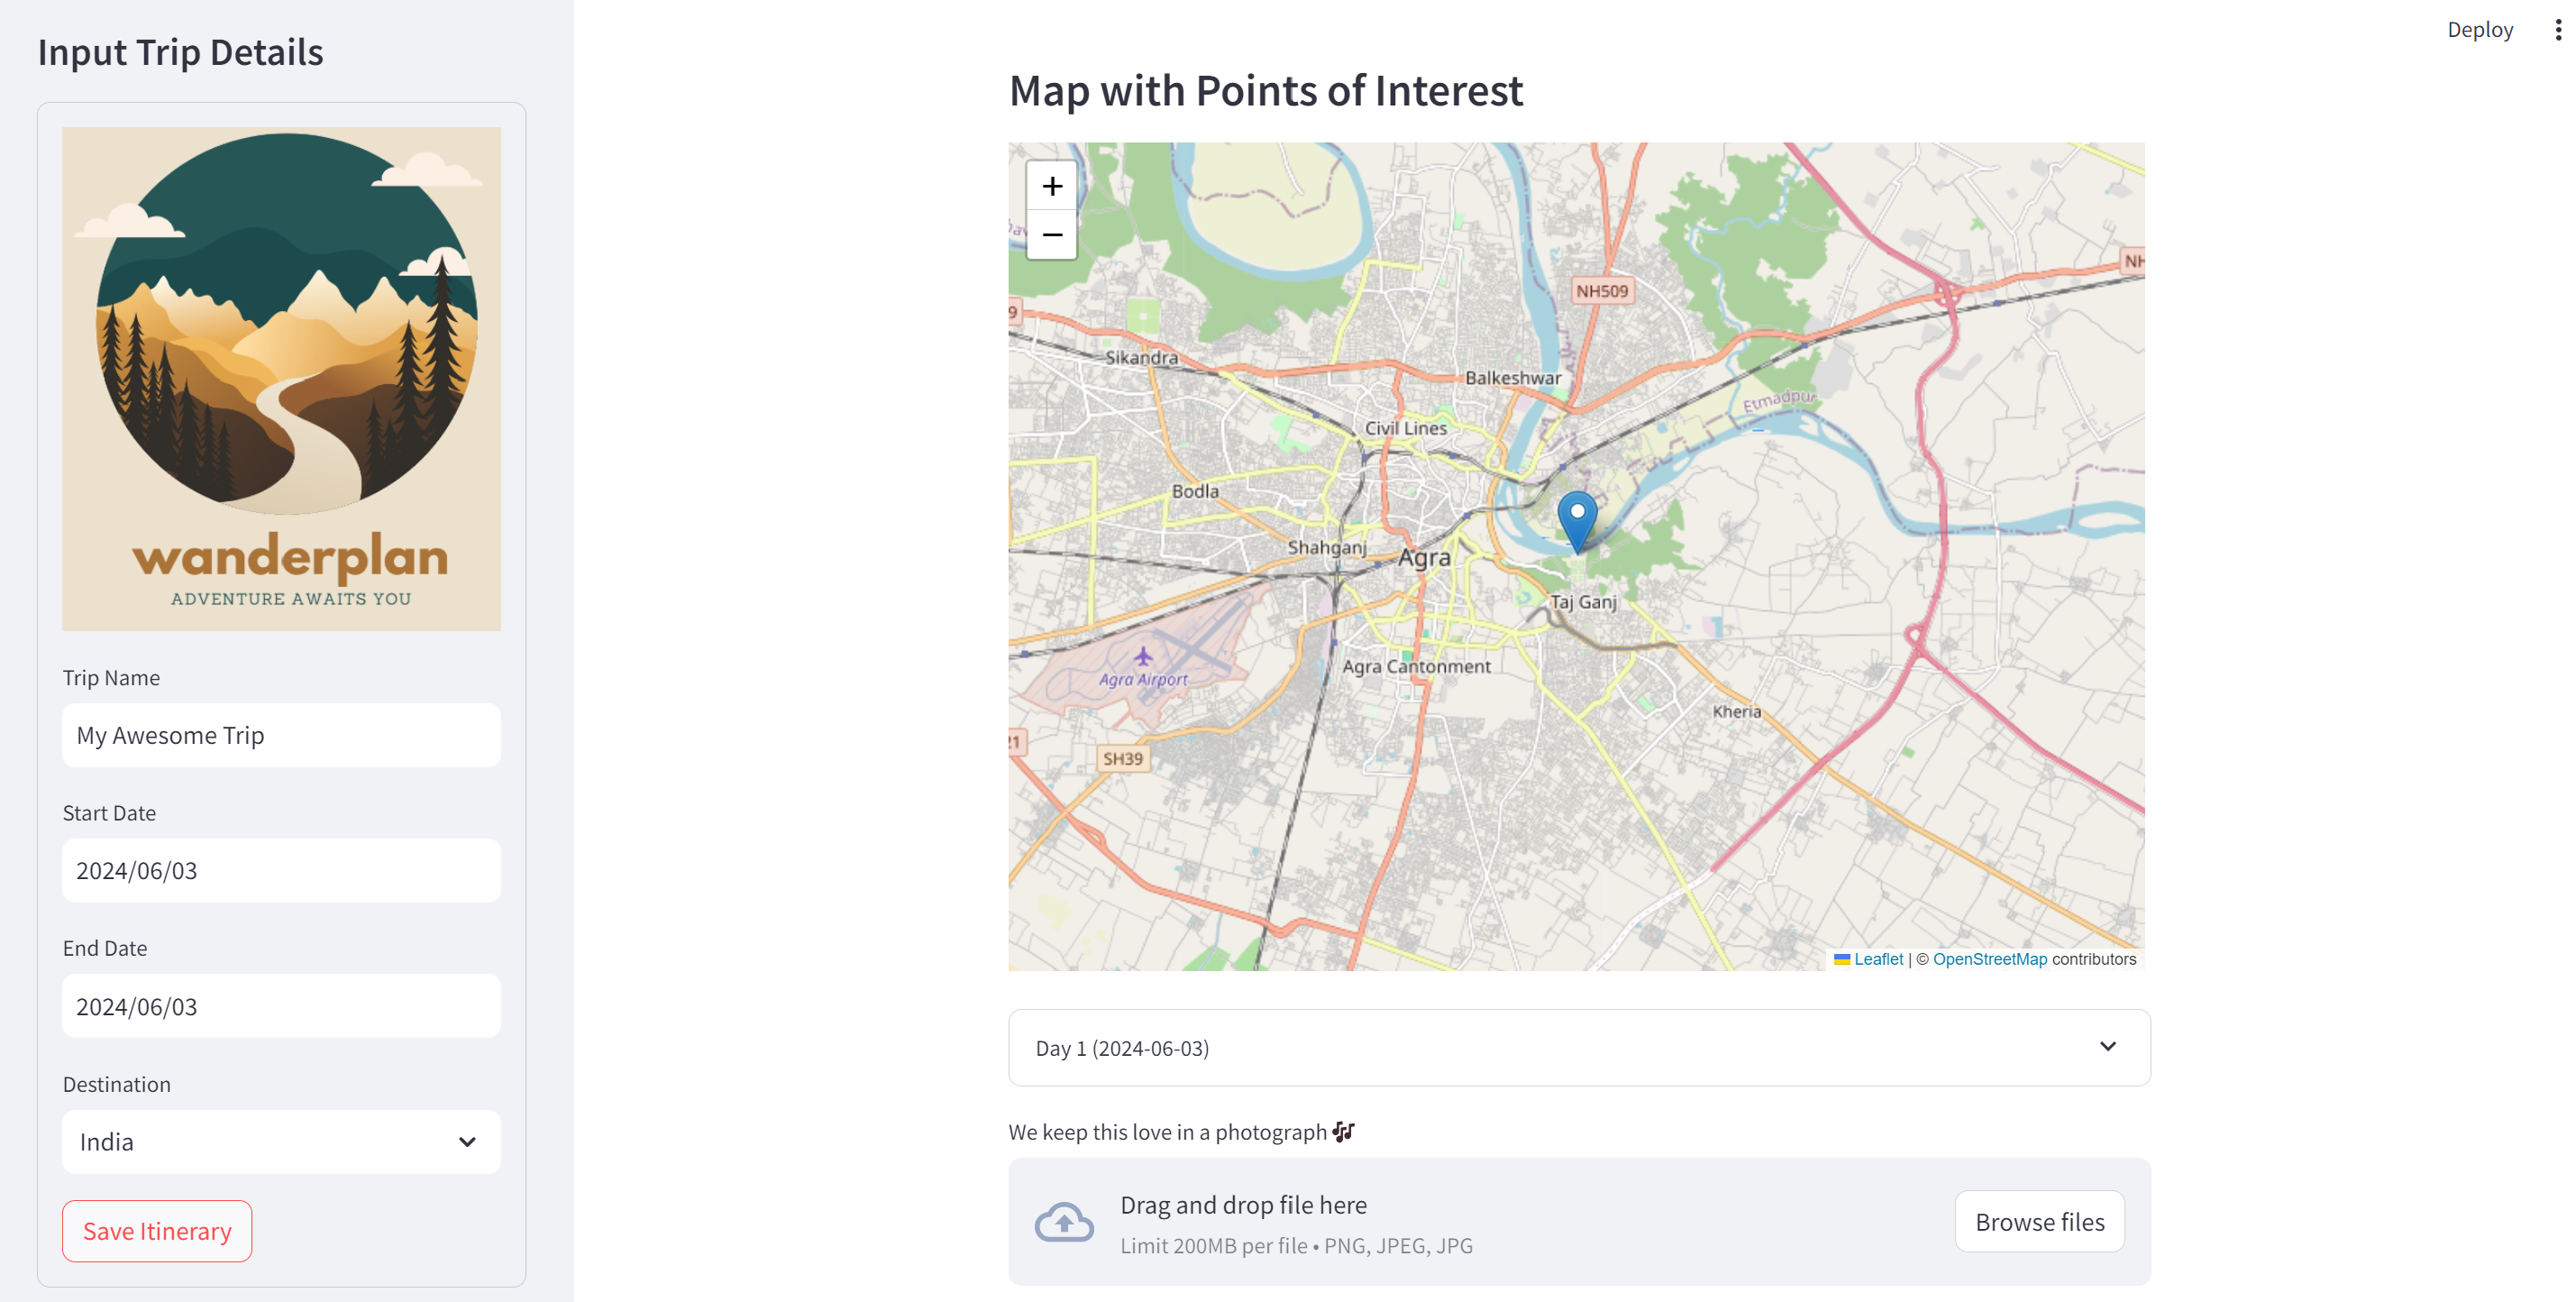 Input Trip Details
wanderplan
ADVENTURE AWAITS YOU
Trip Name
My Awesome Trip
Start Date
2024/06/03
End Date
2024/06/03
Destination
India
Save Itinerary
Deploy
Map with Points of Interest
+
−
NH509
NH
9
Sikandra
Balkeshwar
Etmadpur
Civil Lines
Bodla
Shahganj
Agra
Taj Ganj
Agra Cantonment
Agra Airport
Kheria
21
SH39
Leaflet | © OpenStreetMap contributors
Day 1 (2024-06-03)
We keep this love in a photograph 🎶
Drag and drop file here
Limit 200MB per file • PNG, JPEG, JPG
Browse files